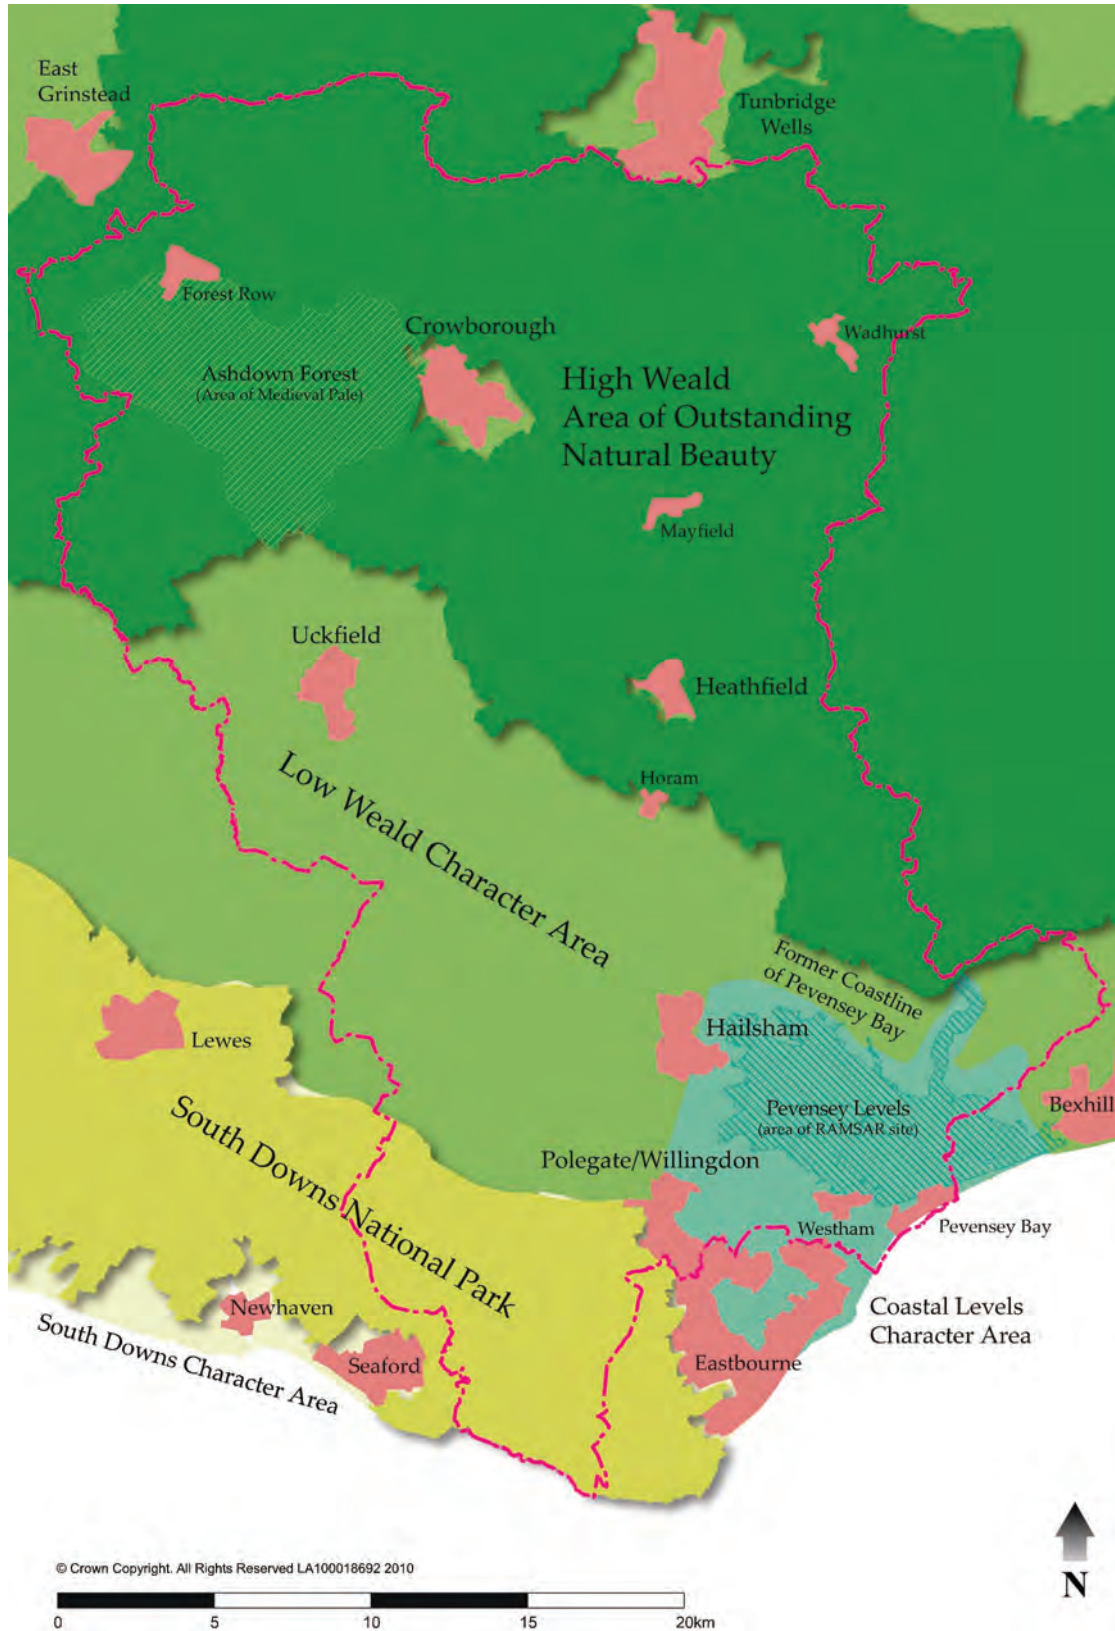 East
Grinstead
Tunbridge
Wells
Forest Row
Crowborough
Wadhurst
Ashdown Forest
(Area of Medieval Pale)
High Weald
Area of Outstanding
Natural Beauty
Mayfield
Uckfield
Heathfield
Horam
Low Weald Character Area
Former Coastline
of Pevensey Bay
Lewes
Hailsham
Pevensey Levels
(area of RAMSAR site)
Bexhill
South Downs National Park
Polegate/Willingdon
Westham
Pevensey Bay
Newhaven
Seaford
South Downs Character Area
Eastbourne
Coastal Levels
Character Area
N
© Crown Copyright. All Rights Reserved LA100018692 2010
0 5 10 15 20km